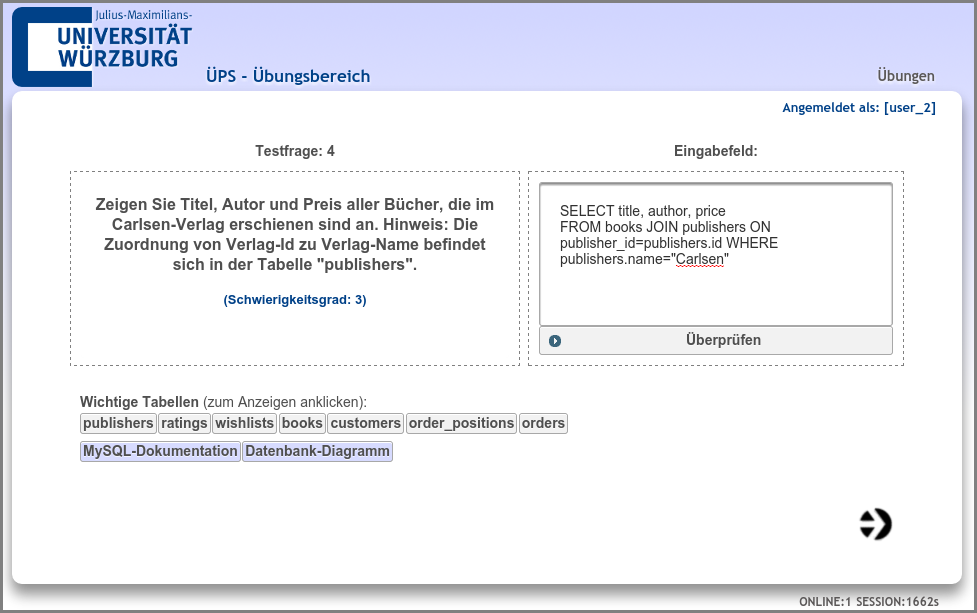 Julius-Maximilians-
UNIVERSITÄT
WÜRZBURG
ÜPS - Übungsbereich
Übungen
Angemeldet als: [user_2]
Testfrage: 4
Zeigen Sie Titel, Autor und Preis aller Bücher, die im
Carlsen-Verlag erschienen sind an. Hinweis: Die
Zuordnung von Verlag-Id zu Verlag-Name befindet
sich in der Tabelle "publishers".
(Schwierigkeitsgrad: 3)
Eingabefeld:
SELECT title, author, price
FROM books JOIN publishers ON
publisher_id=publishers.id WHERE
publishers.name="Carlsen"
Überprüfen
Wichtige Tabellen (zum Anzeigen anklicken):
publishers ratings wishlists books customers order_positions orders
MySQL-Dokumentation Datenbank-Diagramm
ONLINE:1 SESSION:1662s